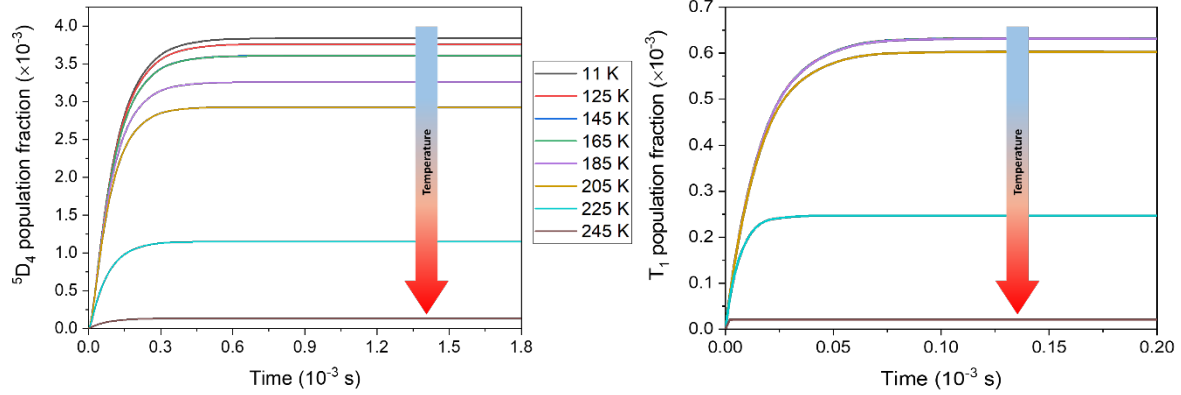 4.0
3.5
3.0
2.5
2.0
1.5
1.0
0.5
0.0
⁵D₄ population fraction (×10⁻³)
0.0 0.3 0.6 0.9 1.2 1.5 1.8
Time (10⁻³ s)
Temperature
11 K
125 K
145 K
165 K
185 K
205 K
225 K
245 K
0.7
0.6
0.5
0.4
0.3
0.2
0.1
0.0
T₁ population fraction (×10⁻³)
0.00 0.05 0.10 0.15 0.20
Time (10⁻³ s)
Temperature